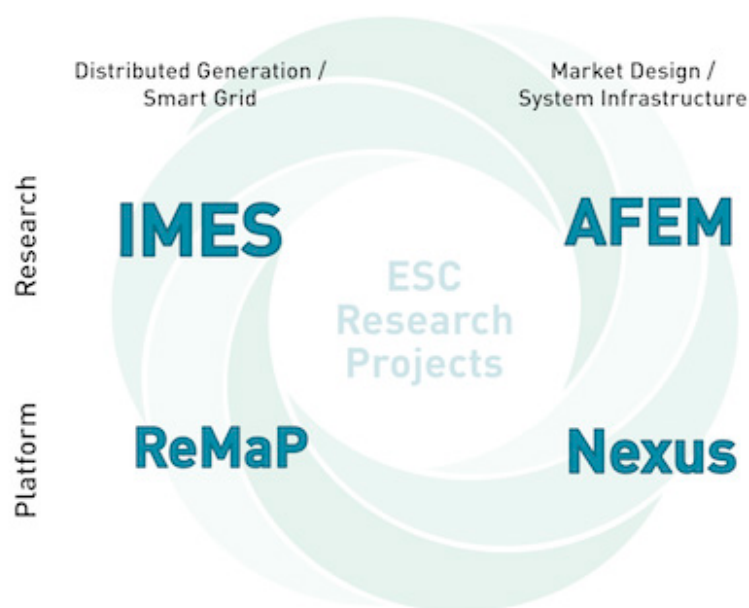 Distributed Generation /
Smart Grid
Market Design /
System Infrastructure
Research
IMES
AFEM
ESC
Research
Projects
Platform
ReMaP
Nexus